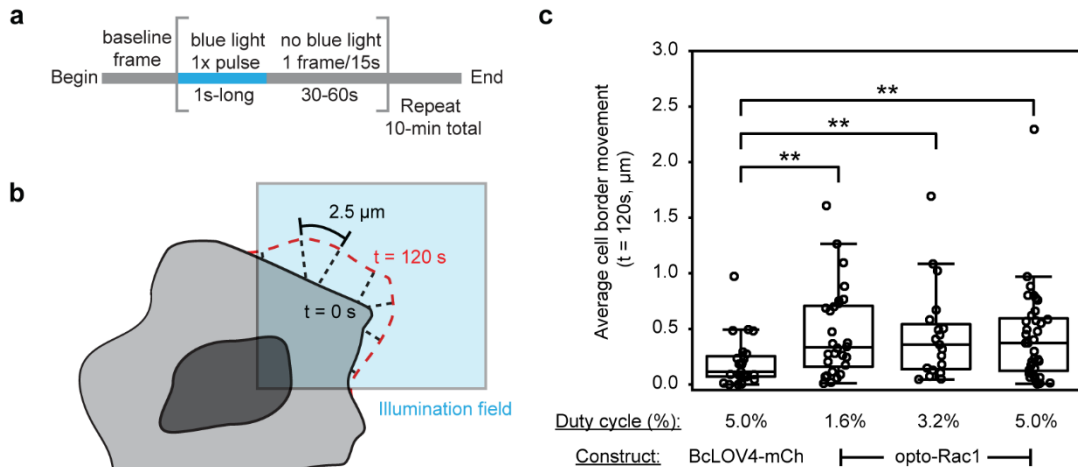 a
baseline
frame
blue light
1x pulse
no blue light
1 frame/15s
Begin
End
1s-long
30-60s
Repeat
10-min total
b
2.5 µm
t = 120 s
t = 0 s
Illumination field
c
Average cell border movement
(t = 120s, µm)
3.0
2.5
2.0
1.5
1.0
0.5
0.0
**
**
**
Duty cycle (%): 5.0% 1.6% 3.2% 5.0%
Construct: BcLOV4-mCh opto-Rac1